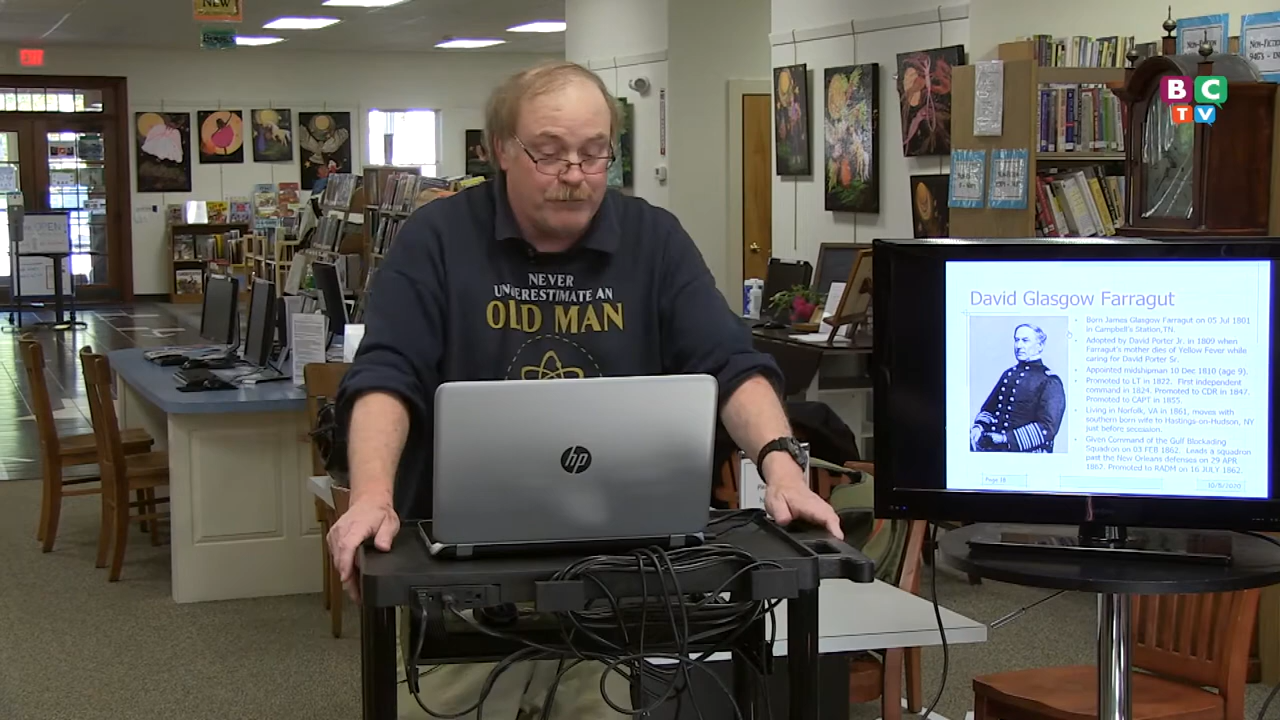 NEW
EXIT
B C
TV
OPEN
NEVER
UNDERESTIMATE AN
OLD MAN
hp
David Glasgow Farragut
Born James Glasgow Farragut on 05 Jul 1801
in Campbell's Station,TN.
Adopted by David Porter Jr. in 1809 when
Farragut's mother dies of Yellow Fever while
caring for David Porter Sr.
Appointed midshipman 10 Dec 1810 (age 9).
Promoted to LT in 1822. First independent
command in 1824. Promoted to CDR in 1847.
Promoted to CAPT in 1855.
Living in Norfolk, VA in 1861, moves with
southern born wife to Hastings-on-Hudson, NY
just before secession.
Given Command of the Gulf Blockading
Squadron on 03 FEB 1862. Leads a squadron
past the New Orleans defenses on 29 APR
1862. Promoted to RADM on 16 JULY 1862.
Page 18
10/8/2020